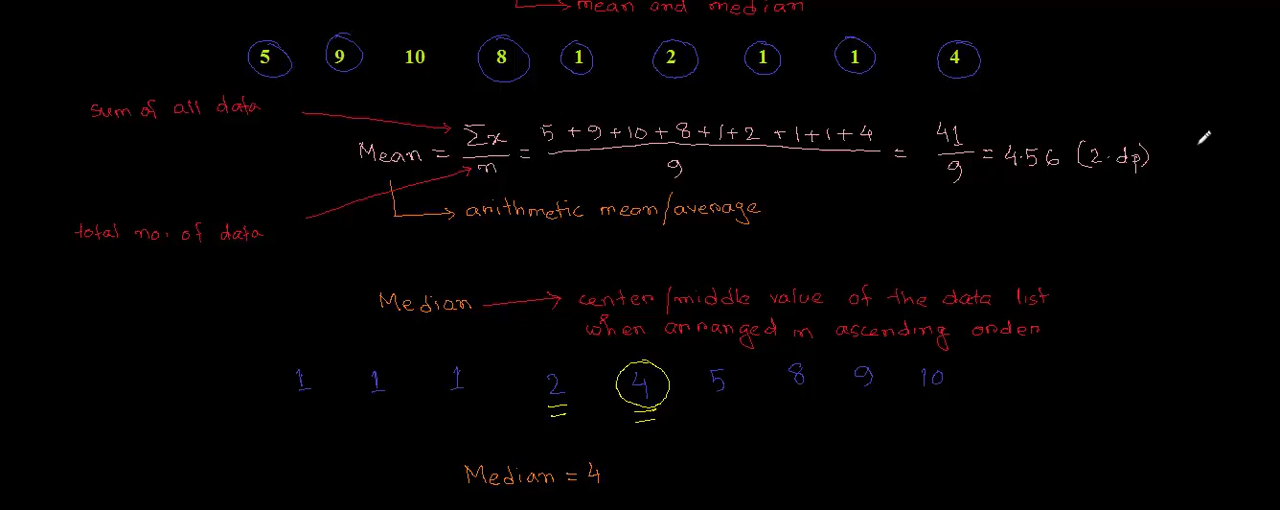 mean and median
5 9 10 8 1 2 1 1 4
sum of all data
Mean = Σx/n = 5+9+10+8+1+2+1+1+4/9 = 41/9 = 4.56 (2.dp)
arithmetic mean/average
total no. of data
Median → center/middle value of the data list
when arranged in ascending order
1 1 1 2 4 5 8 9 10
Median = 4